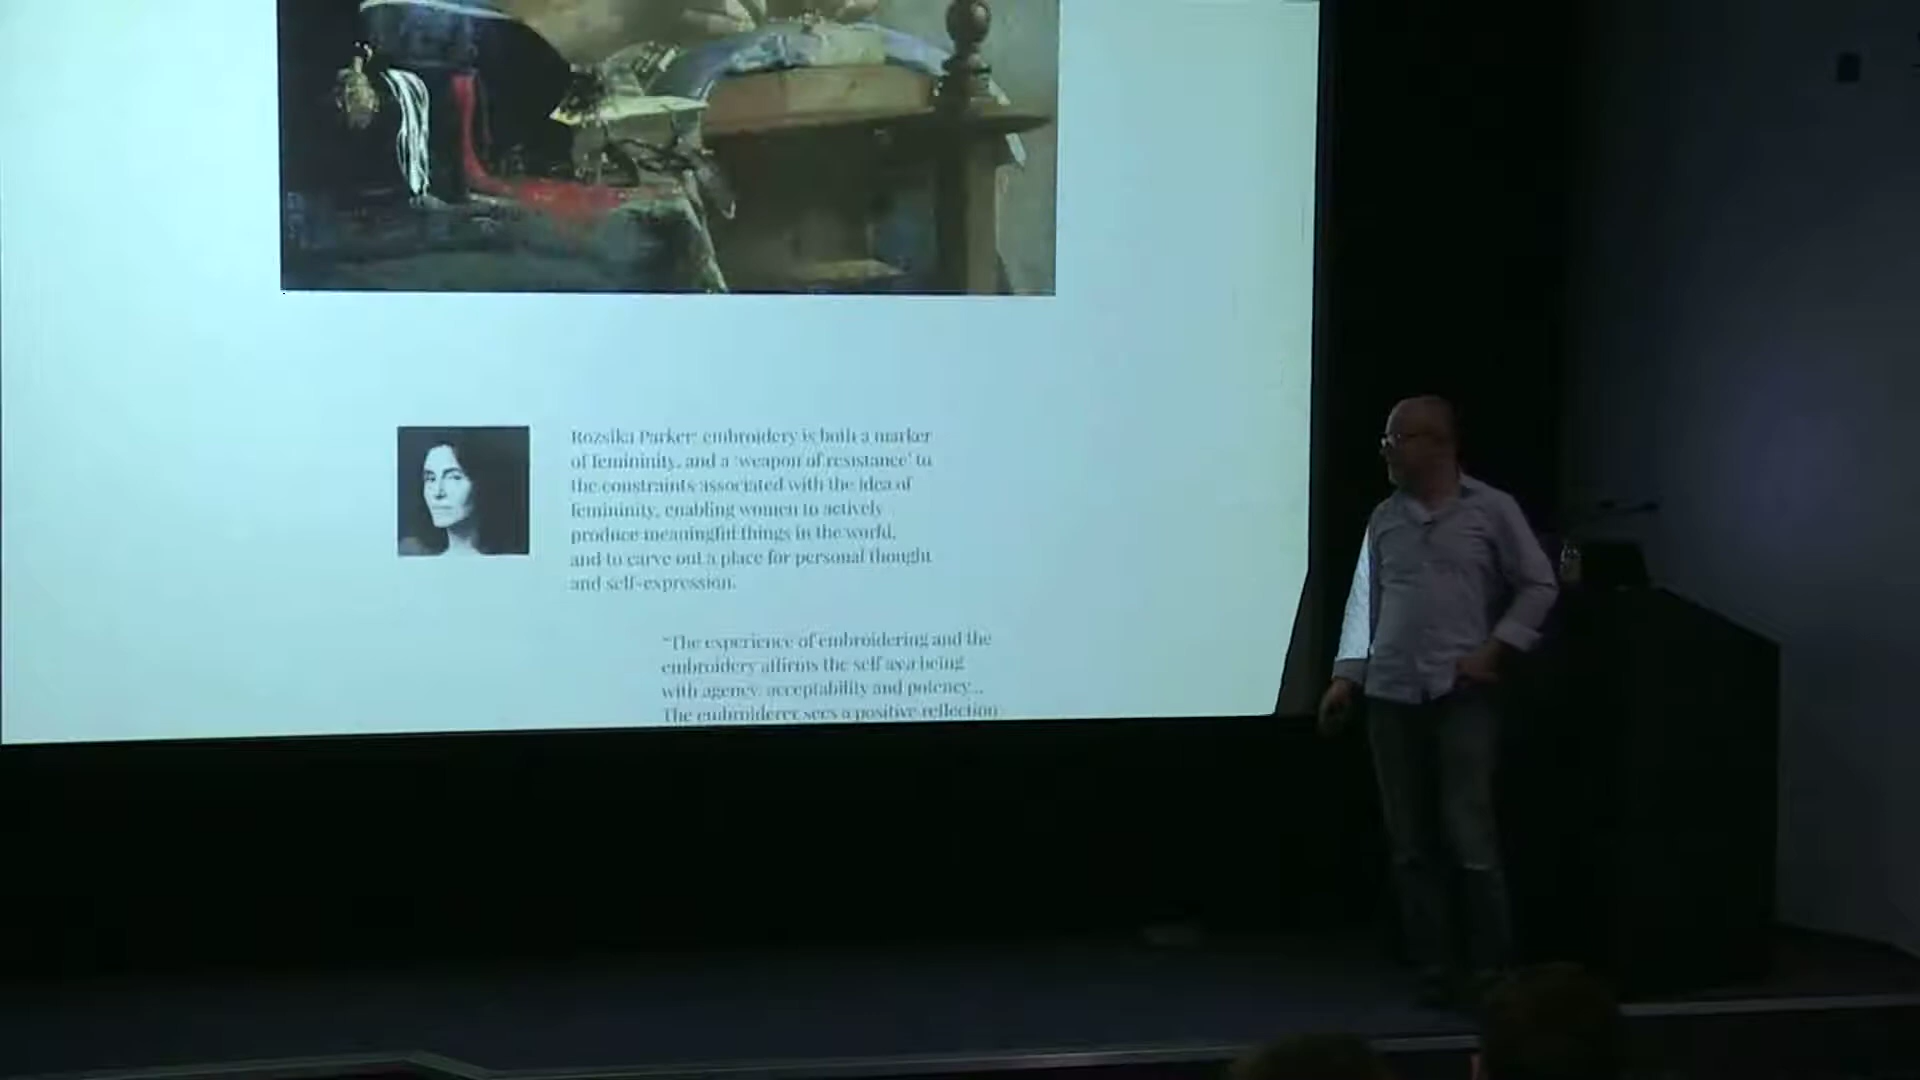 Rozsika Parker: embroidery is both a marker
of femininity, and a 'weapon of resistance' to
the constraints associated with the idea of
femininity, enabling women to actively
produce meaningful things in the world,
and to carve out a place for personal thought
and self-expression.
"The experience of embroidering and the
embroidery affirms the self as a being
with agency, acceptability and potency...
The embroiderer sees a positive reflection